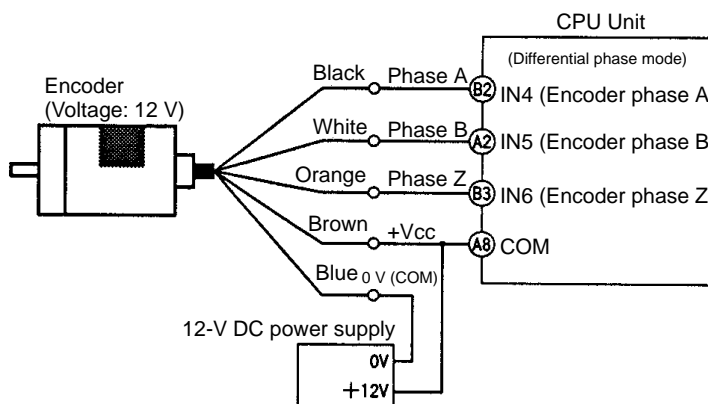 CPU Unit
(Differential phase mode)
Encoder
(Voltage: 12 V)
Black Phase A B2 IN4 (Encoder phase A
White Phase B A2 IN5 (Encoder phase B
Orange Phase Z B3 IN6 (Encoder phase Z
Brown +Vcc A8 COM
Blue 0 V (COM)
12-V DC power supply
0V
+12V